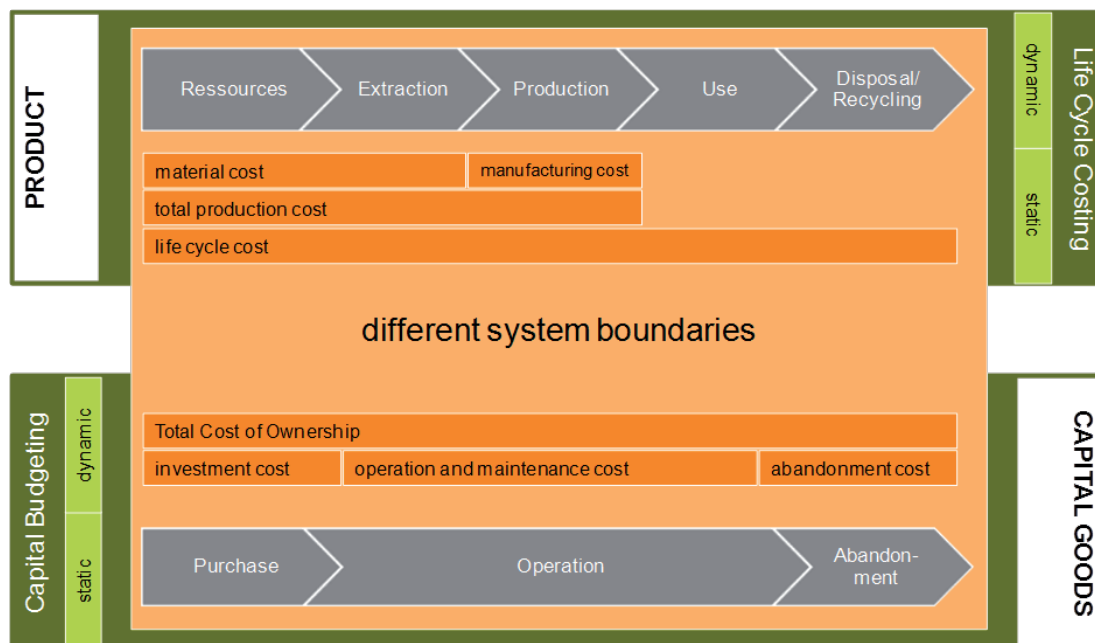 PRODUCT
Ressources
Extraction
Production
Use
Disposal/
Recycling
dynamic
static
Life Cycle Costing
material cost
manufacturing cost
total production cost
life cycle cost
different system boundaries
Capital Budgeting
dynamic
static
Total Cost of Ownership
investment cost
operation and maintenance cost
abandonment cost
Purchase
Operation
Abandon-
ment
CAPITAL GOODS